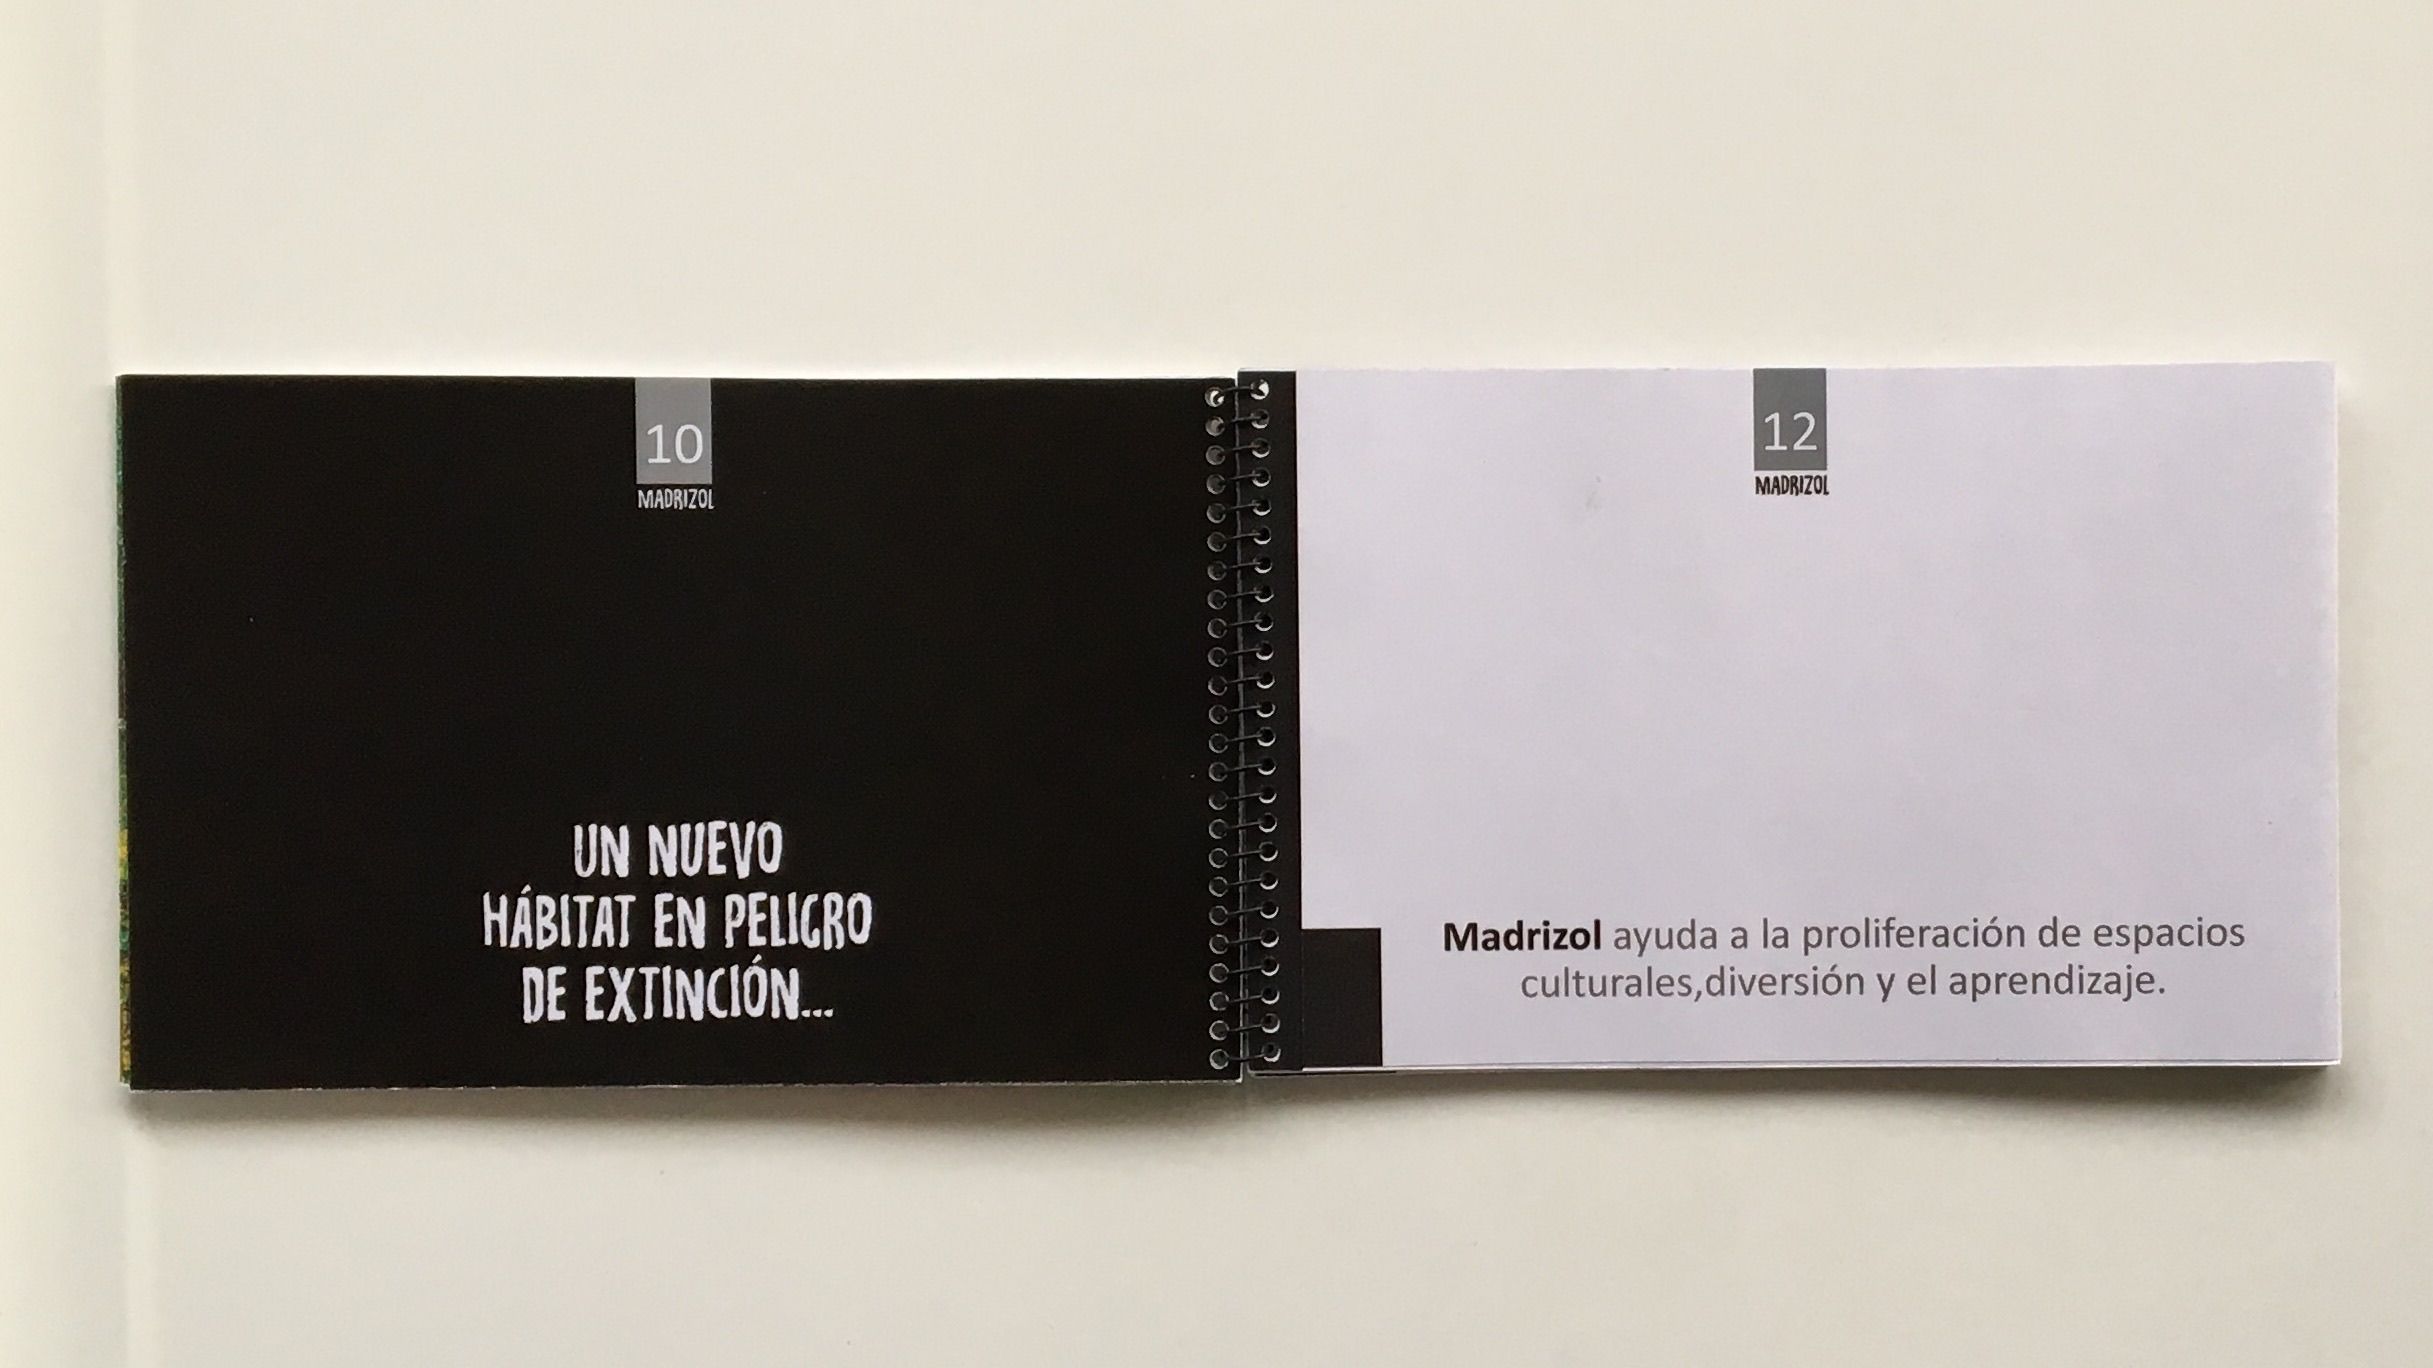 10
MADRIZOL
UN NUEVO
HÁBITAT EN PELIGRO
DE EXTINCIÓN...
12
MADRIZOL
Madrizol ayuda a la proliferación de espacios
culturales,diversión y el aprendizaje.